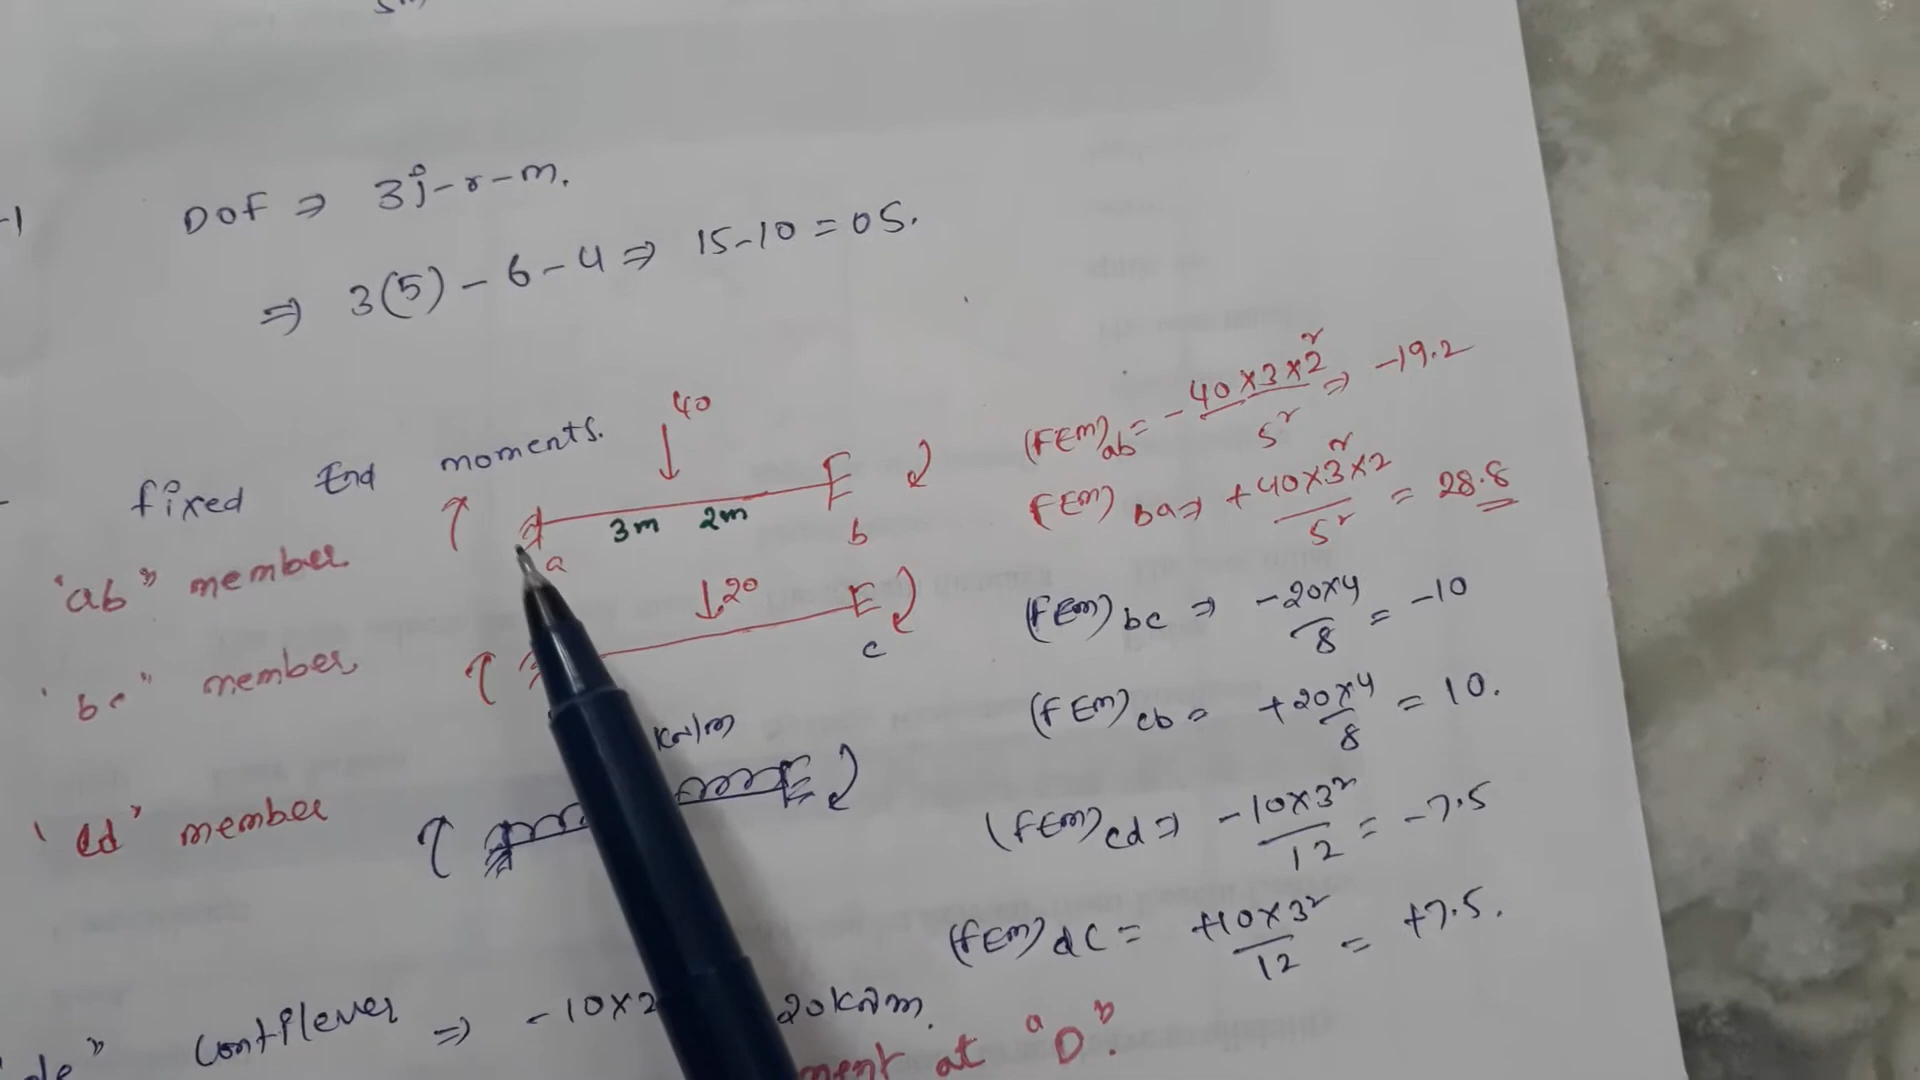 DOF ⇒ 3j-r-m.
⇒ 3(5) - 6 - 4 ⇒ 15-10 = 05.
fixed End moments.
"ab" member
40
3m 2m
a
b
(FEM)ab = - 40×3×2² / 5² ⇒ -19.2
FEM) ba ⇒ + 40×3²×2 / 5² = 28.8
"bc" member
20
c
(FEM) bc ⇒ -20×4 / 8 = -10
(FEM) cb = +20×4 / 8 = 10.
"cd" member
kN/m
(FEM) cd ⇒ -10×3² / 12 = -7.5
(FEM) dc = +10×3² / 12 = +7.5.
"de" contilever ⇒ -10×2 20kNm.
ment at "D".